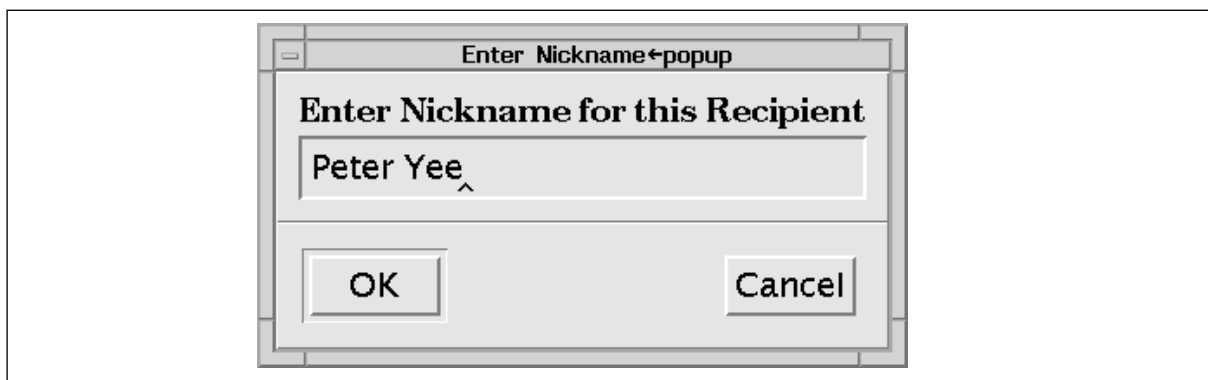 Enter Nickname←popup
Enter Nickname for this Recipient
Peter Yee
OK
Cancel